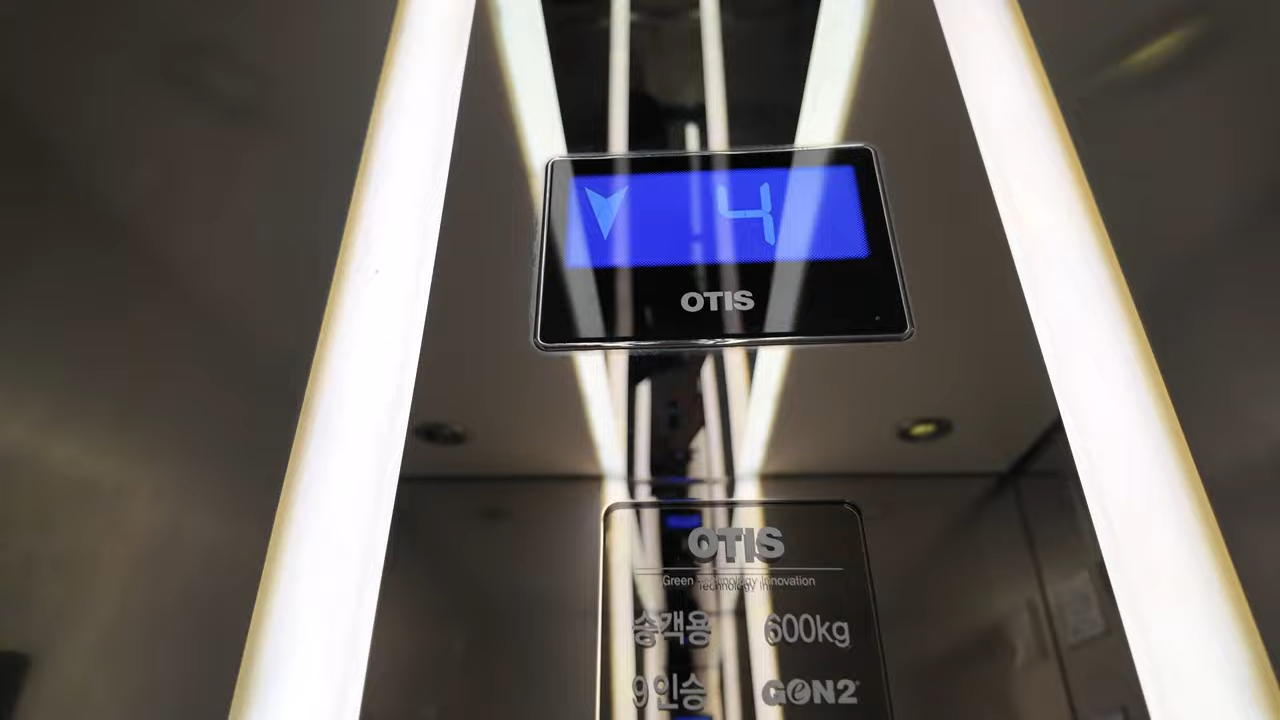 4
OTIS
OTIS
Green Technology Innovation
승객용 600kg
9인승 GeN2